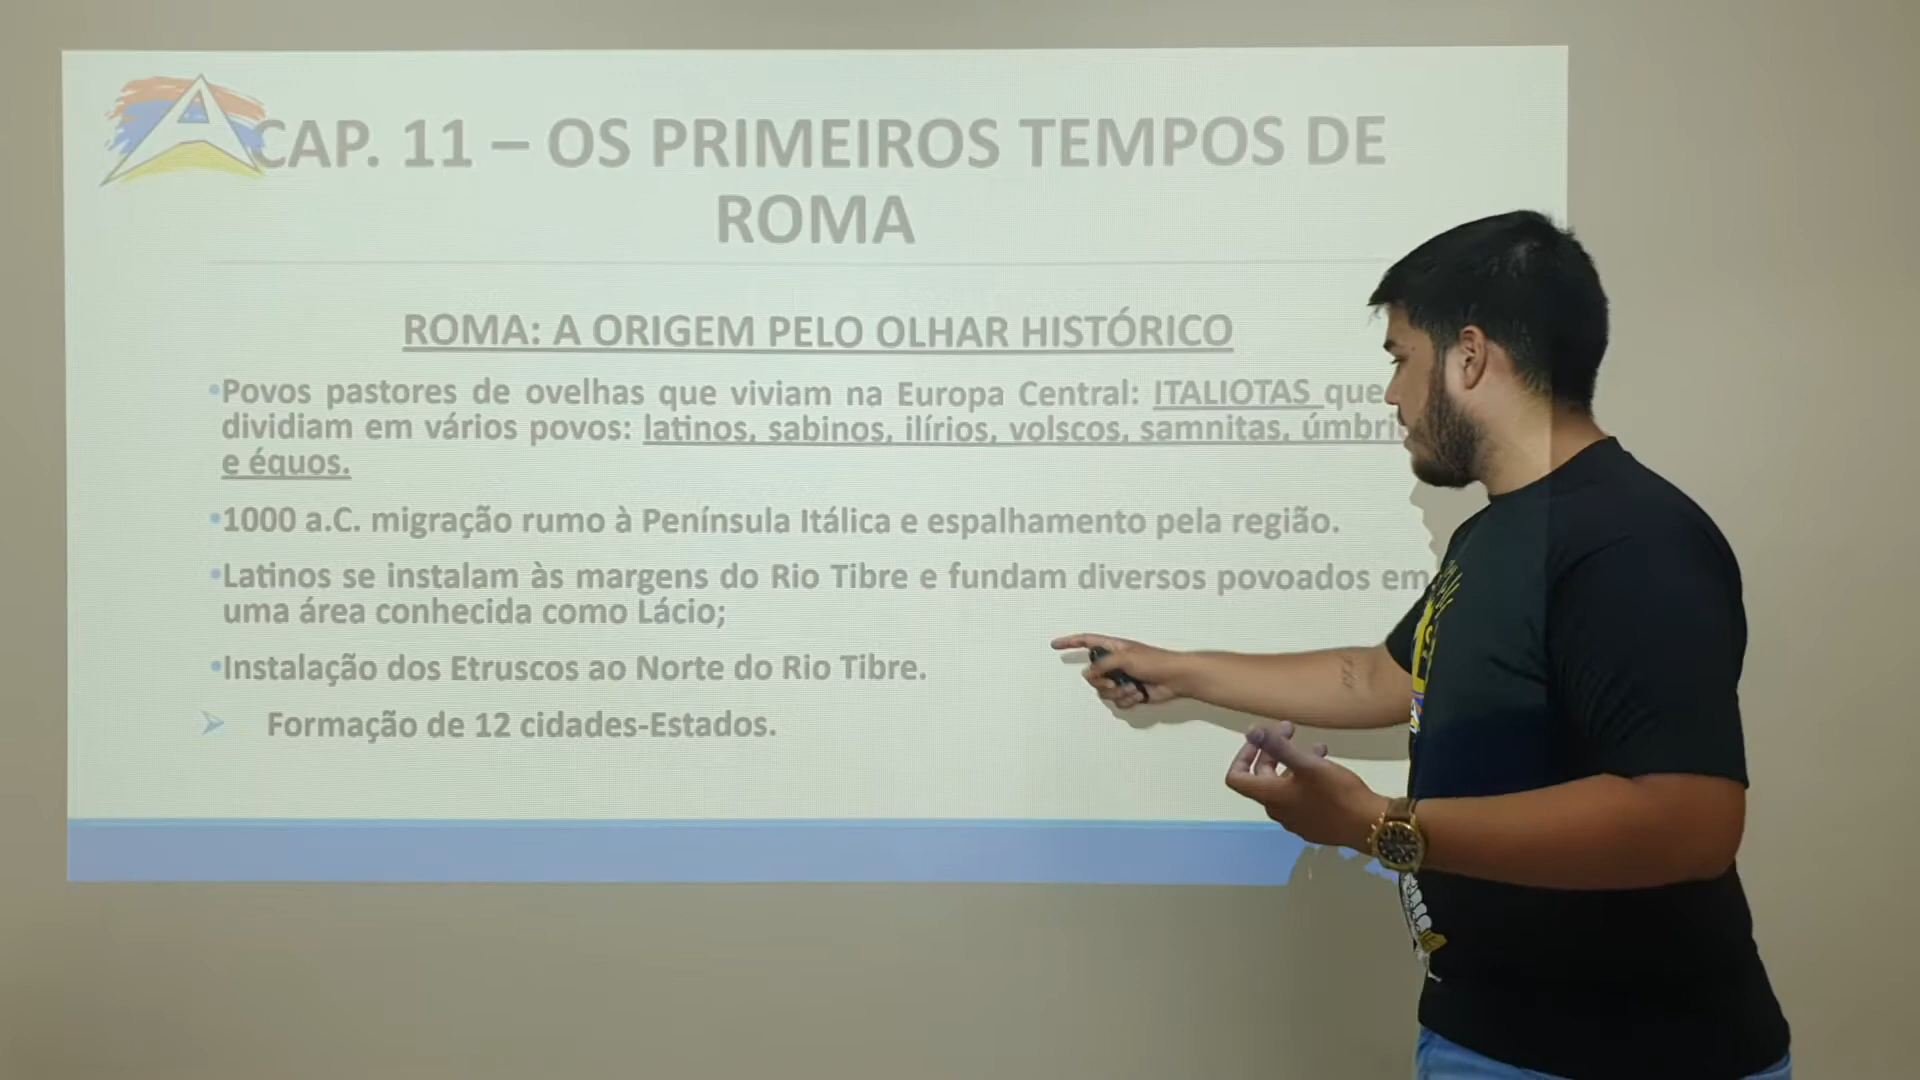 CAP. 11 – OS PRIMEIROS TEMPOS DE
ROMA
ROMA: A ORIGEM PELO OLHAR HISTÓRICO
•Povos pastores de ovelhas que viviam na Europa Central: ITALIOTAS que
dividiam em vários povos: latinos, sabinos, ilírios, volscos, samnitas,
e équos.
•1000 a.C. migração rumo à Península Itálica e espalhamento pela região.
•Latinos se instalam às margens do Rio Tibre e fundam diversos povoados em
uma área conhecida como Lácio;
•Instalação dos Etruscos ao Norte do Rio Tibre.
➢ Formação de 12 cidades-Estados.